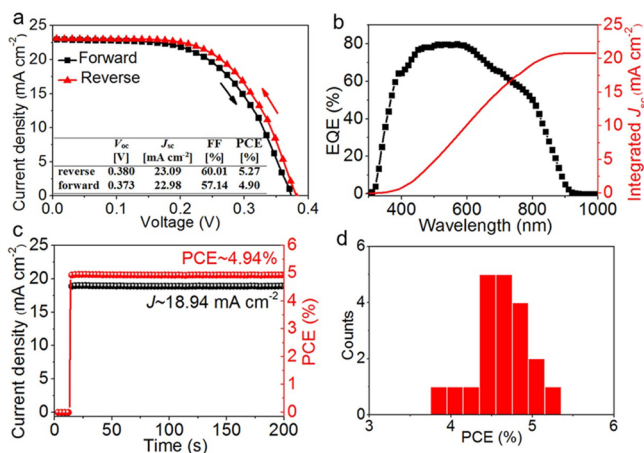 a
Current density (mA cm-2)
25
20
15
10
5
0
Forward
Reverse
Voc Jsc FF PCE
[V] [mA cm-2] [%] [%]
reverse 0.380 23.09 60.01 5.27
forward 0.373 22.98 57.14 4.90
0.0 0.1 0.2 0.3 0.4
Voltage (V)
b
EQE (%)
80
60
40
20
0
400 600 800 1000
Wavelength (nm)
25
20
15
10
5
0
Integrated Jsc (mA cm-2)
c
Current density (mA cm-2)
25
20
15
10
5
0
PCE~4.94%
J~18.94 mA cm-2
0 50 100 150 200
Time (s)
6
5
4
3
2
1
0
PCE (%)
d
Counts
6
4
2
0
3 4 5 6
PCE (%)